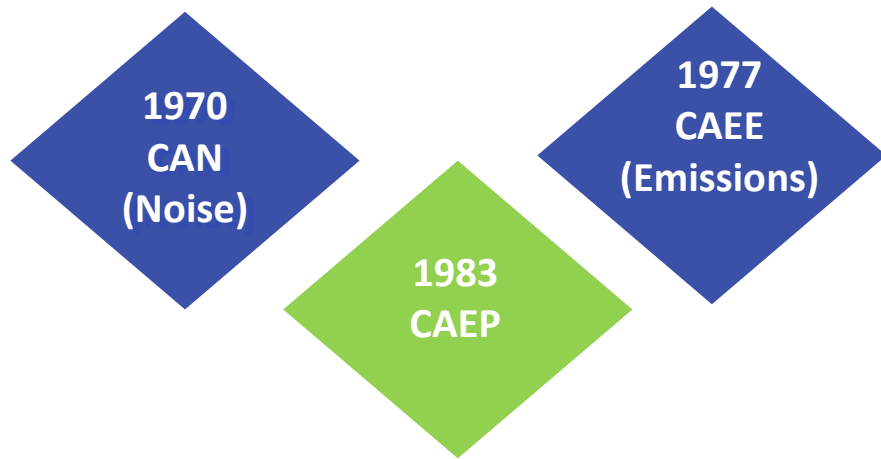 1970
CAN
(Noise)
1977
CAEE
(Emissions)
1983
CAEP